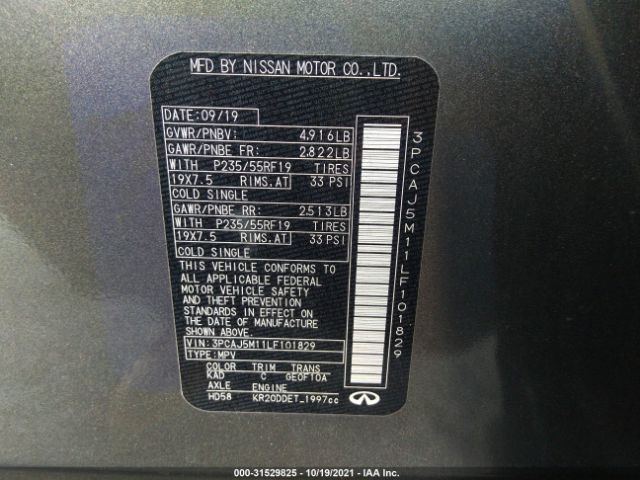 MFD BY NISSAN MOTOR CO.,LTD.
DATE:09/19
GVWR/PNBV: 4,916LB
GAWR/PNBE FR: 2,822LB
WITH P235/55RF19 TIRES
19X7.5 RIMS.AT 33 PSI
COLD SINGLE
GAWR/PNBE RR: 2,513LB
WITH P235/55RF19 TIRES
19X7.5 RIMS.AT 33 PSI
COLD SINGLE
THIS VEHICLE CONFORMS TO
ALL APPLICABLE FEDERAL
MOTOR VEHICLE SAFETY
AND THEFT PREVENTION
STANDARDS IN EFFECT ON
THE DATE OF MANUFACTURE
SHOWN ABOVE.
VIN:3PCAJ5M11LF101829
TYPE:MPV
COLOR TRIM TRANS
KAD C GE0F10A
AXLE ENGINE
HD58 KR20DDET_1997cc
3PCAJ5M11LF101829
000-31529825 - 10/19/2021 - IAA Inc.